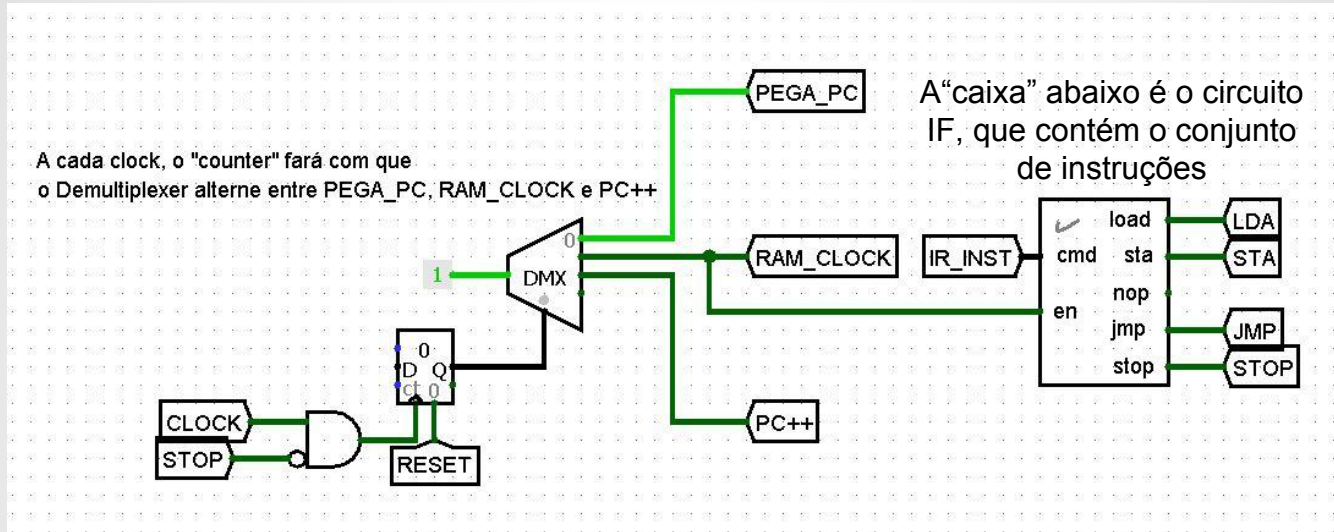 PEGA_PC
A“caixa” abaixo é o circuito
IF, que contém o conjunto
de instruções
A cada clock, o "counter" fará com que
o Demultiplexer alterne entre PEGA_PC, RAM_CLOCK e PC++
0
1
DMX
RAM_CLOCK
IR_INST
cmd
en
load
sta
nop
jmp
stop
LDA
STA
JMP
STOP
0
D Q
ct 0
CLOCK
STOP
RESET
PC++